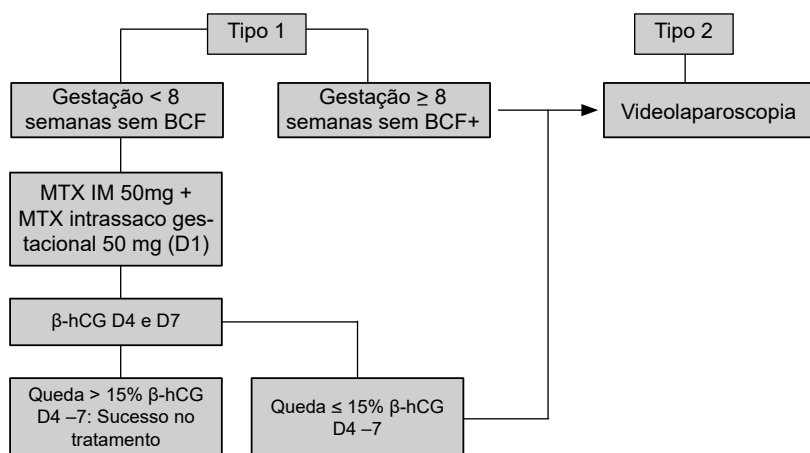 Tipo 1
Tipo 2
Gestação < 8
semanas sem BCF
Gestação ≥ 8
semanas sem BCF+
Videolaparoscopia
MTX IM 50mg +
MTX intrassaco ges-
tacional 50 mg (D1)
β-hCG D4 e D7
Queda > 15% β-hCG
D4 –7: Sucesso no
tratamento
Queda ≤ 15% β-hCG
D4 –7